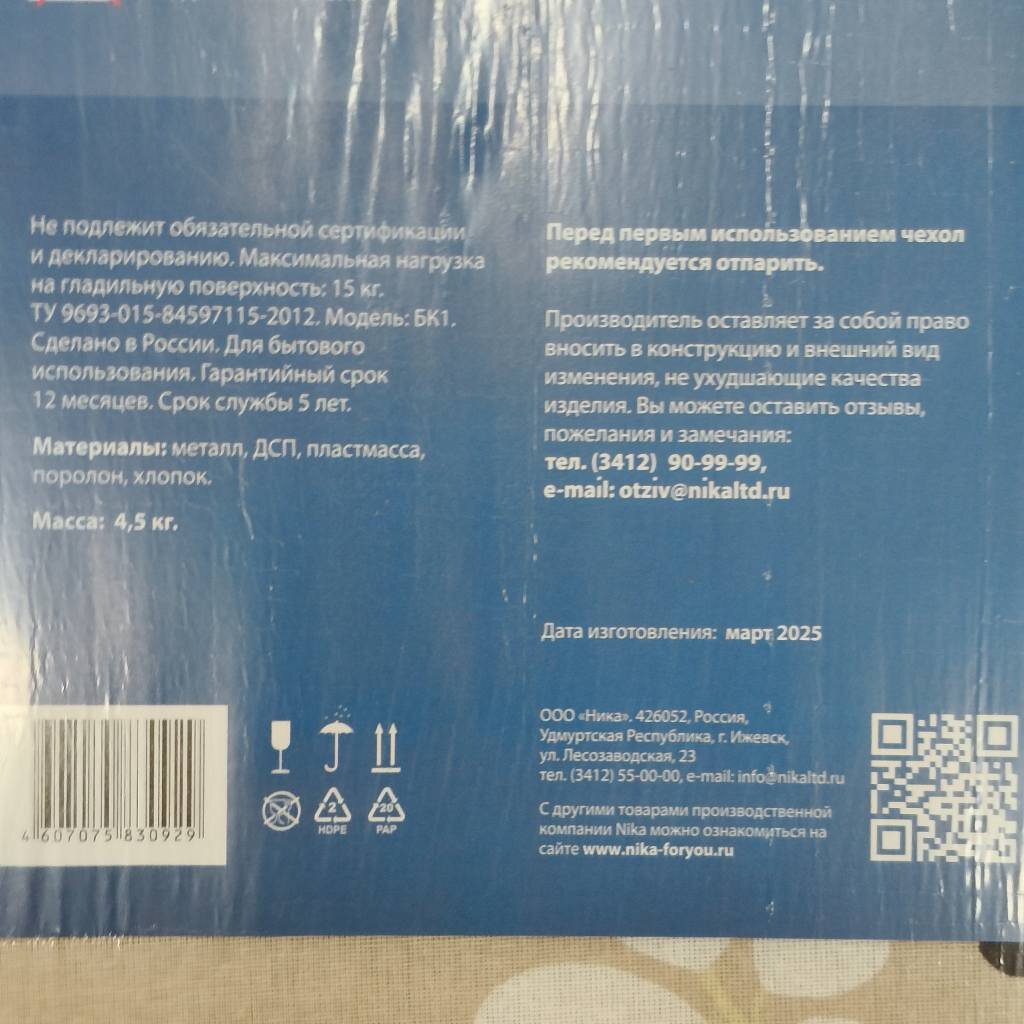 Не подлежит обязательной сертификации
и декларированию. Максимальная нагрузка
на гладильную поверхность: 15 кг.
ТУ 9693-015-84597115-2012. Модель: БК1.
Сделано в России. Для бытового
использования. Гарантийный срок
12 месяцев. Срок службы 5 лет.
Материалы: металл, ДСП, пластмасса,
поролон, хлопок.
Масса: 4,5 кг.
Перед первым использованием чехол
рекомендуется отпарить.
Производитель оставляет за собой право
вносить в конструкцию и внешний вид
изменения, не ухудшающие качества
изделия. Вы можете оставить отзывы,
пожелания и замечания:
тел. (3412) 90-99-99,
e-mail: otziv@nikaltd.ru
Дата изготовления: март 2025
4 607075 830929
2
HDPE
20
PAP
ООО «Ника». 426052, Россия,
Удмуртская Республика, г. Ижевск,
ул. Лесозаводская, 23
тел. (3412) 55-00-00, e-mail: info@nikaltd.ru
С другими товарами производственной
компании Nika можно ознакомиться на
сайте www.nika-foryou.ru